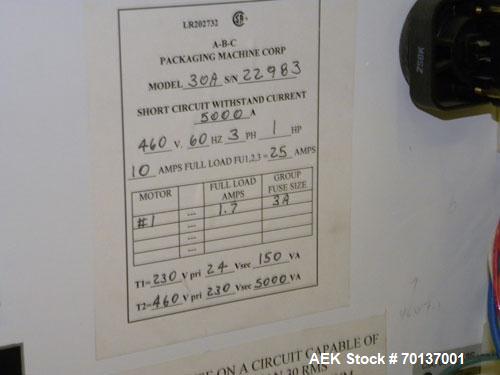 LR202732
A-B-C
PACKAGING MACHINE CORP
MODEL 30A S/N 22983
SHORT CIRCUIT WITHSTAND CURRENT
5000 A
460 V. 60 HZ 3 PH 1 HP
10 AMPS FULL LOAD FU1,2,3 = 25 AMPS
MOTOR FULL LOAD AMPS GROUP FUSE SIZE
#1 --- 1.7 3A
---
---
---
T1= 230 V pri 24 Vsec 150 VA
T2= 460 V pri 230 Vsec 5000 VA
ON A CIRCUIT CAPABLE OF
30 RMS
AEK Stock # 70137001